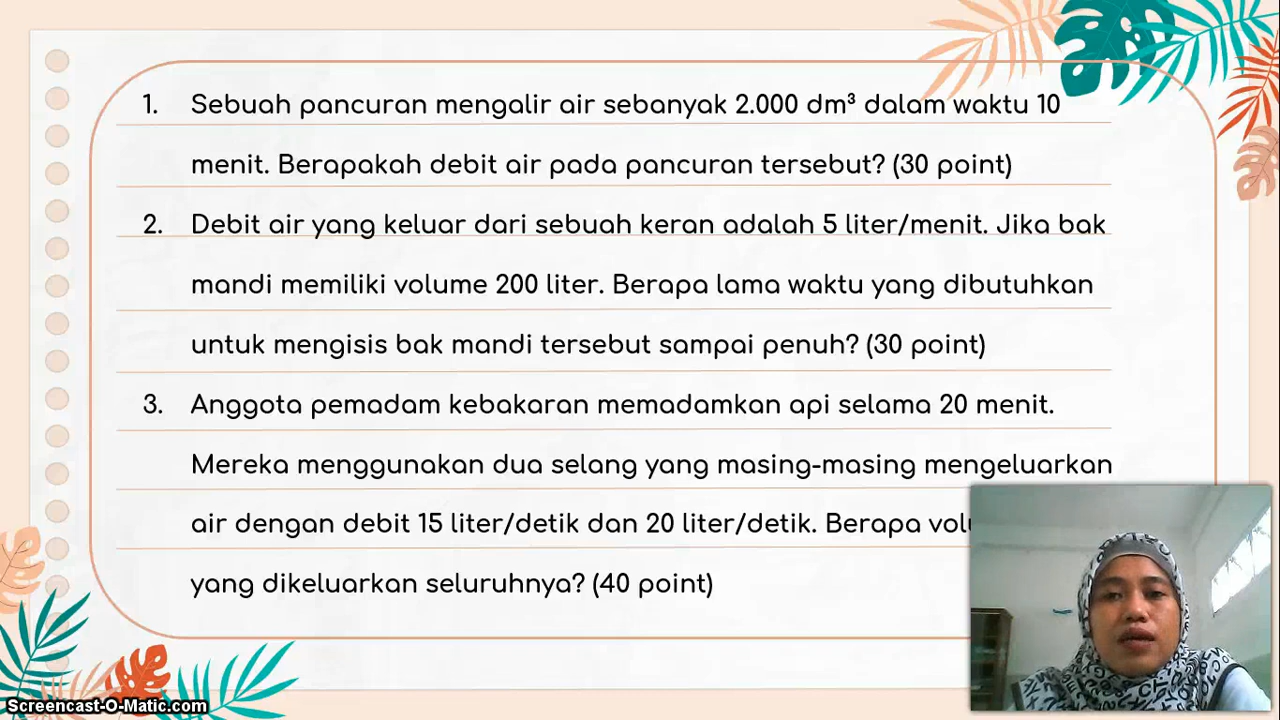 1. Sebuah pancuran mengalir air sebanyak 2.000 dm³ dalam waktu 10
menit. Berapakah debit air pada pancuran tersebut? (30 point)
2. Debit air yang keluar dari sebuah keran adalah 5 liter/menit. Jika bak
mandi memiliki volume 200 liter. Berapa lama waktu yang dibutuhkan
untuk mengisis bak mandi tersebut sampai penuh? (30 point)
3. Anggota pemadam kebakaran memadamkan api selama 20 menit.
Mereka menggunakan dua selang yang masing-masing mengeluarkan
air dengan debit 15 liter/detik dan 20 liter/detik. Berapa
yang dikeluarkan seluruhnya? (40 point)
Screencast-O-Matic.com